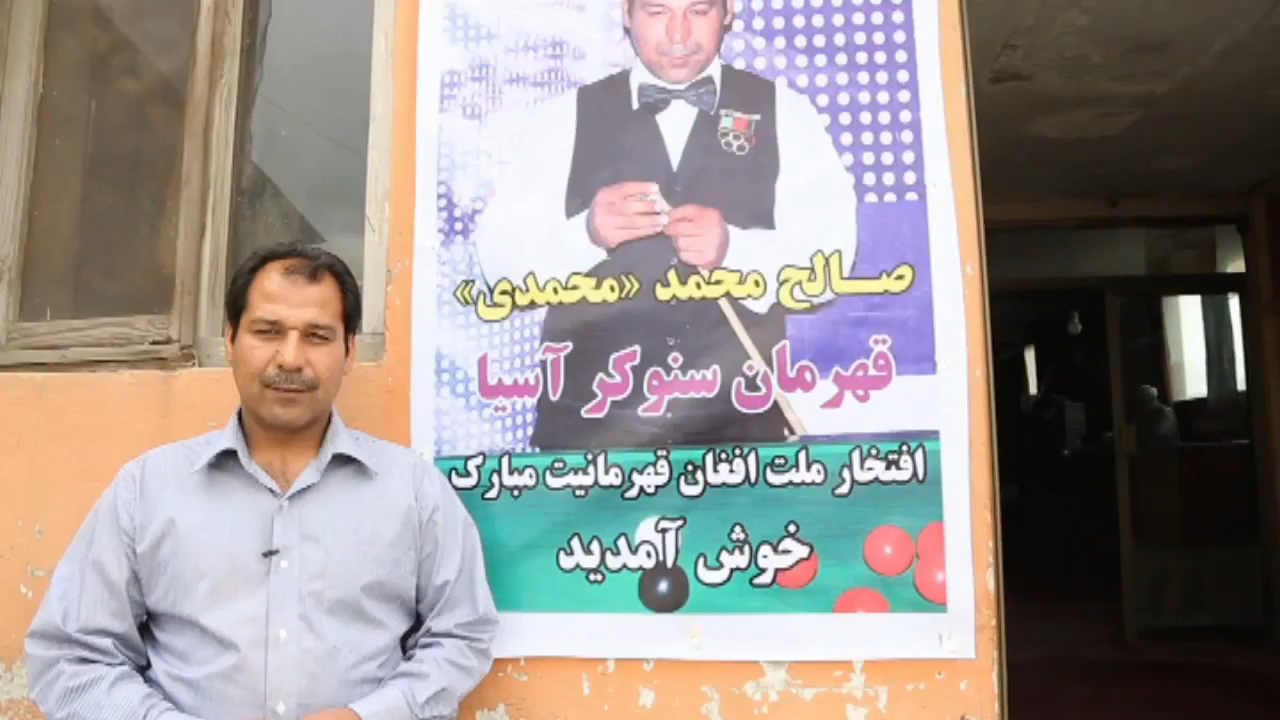 صالح محمد «محمدی»
قهرمان سنوکر آسیا
افتخار ملت افغان قهرمانیت مبارک
خوش آمدید